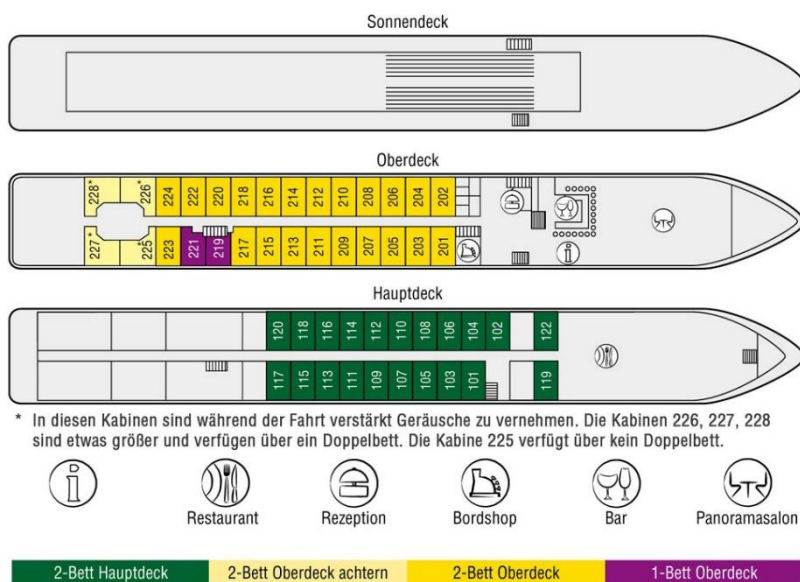 Sonnendeck
Oberdeck
228* 226* 224 222 220 218 216 214 212 210 208 206 204 202
227* 225* 223 221 219 217 215 213 211 209 207 205 203 201
Hauptdeck
120 118 116 114 112 110 108 106 104 102 122
117 115 113 111 109 107 105 103 101 119
* In diesen Kabinen sind während der Fahrt verstärkt Geräusche zu vernehmen. Die Kabinen 226, 227, 228
sind etwas größer und verfügen über ein Doppelbett. Die Kabine 225 verfügt über kein Doppelbett.
i
Restaurant Rezeption Bordshop Bar Panoramasalon
2-Bett Hauptdeck 2-Bett Oberdeck achtern 2-Bett Oberdeck 1-Bett Oberdeck